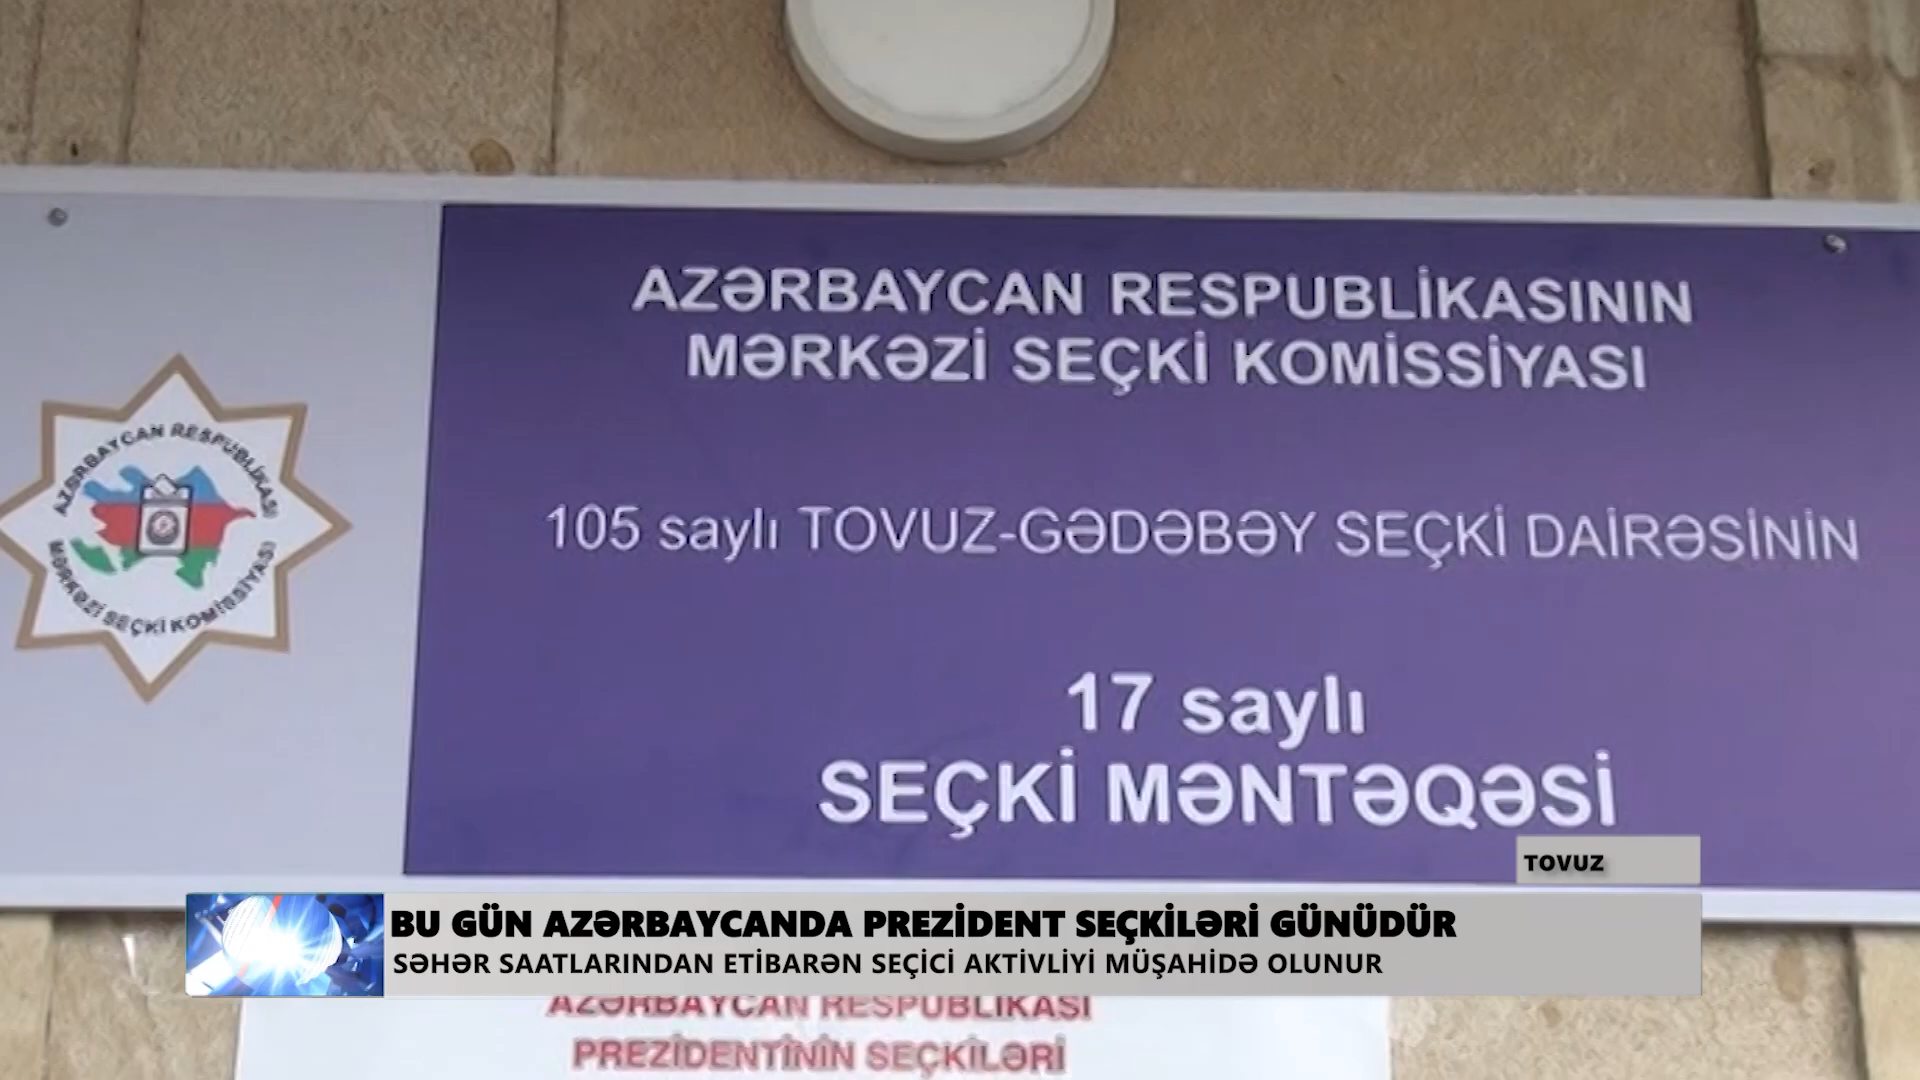 AZƏRBAYCAN RESPUBLİKASININ
MƏRKƏZİ SEÇKİ KOMİSSİYASI
AZƏRBAYCAN RESPUBLİKASI
MƏRKƏZİ SEÇKİ KOMİSSİYASI
105 saylı TOVUZ-GƏDƏBƏY SEÇKİ DAİRƏSİNİN
17 saylı
SEÇKİ MƏNTƏQƏSİ
TOVUZ
BU GÜN AZƏRBAYCANDA PREZİDENT SEÇKİLƏRİ GÜNÜDÜR
SƏHƏR SAATLARINDAN ETİBARƏN SEÇİCİ AKTİVLİYİ MÜŞAHİDƏ OLUNUR
AZƏRBAYCAN RESPUBLİKASI
PREZİDENTİNİN SEÇKİLƏRİ